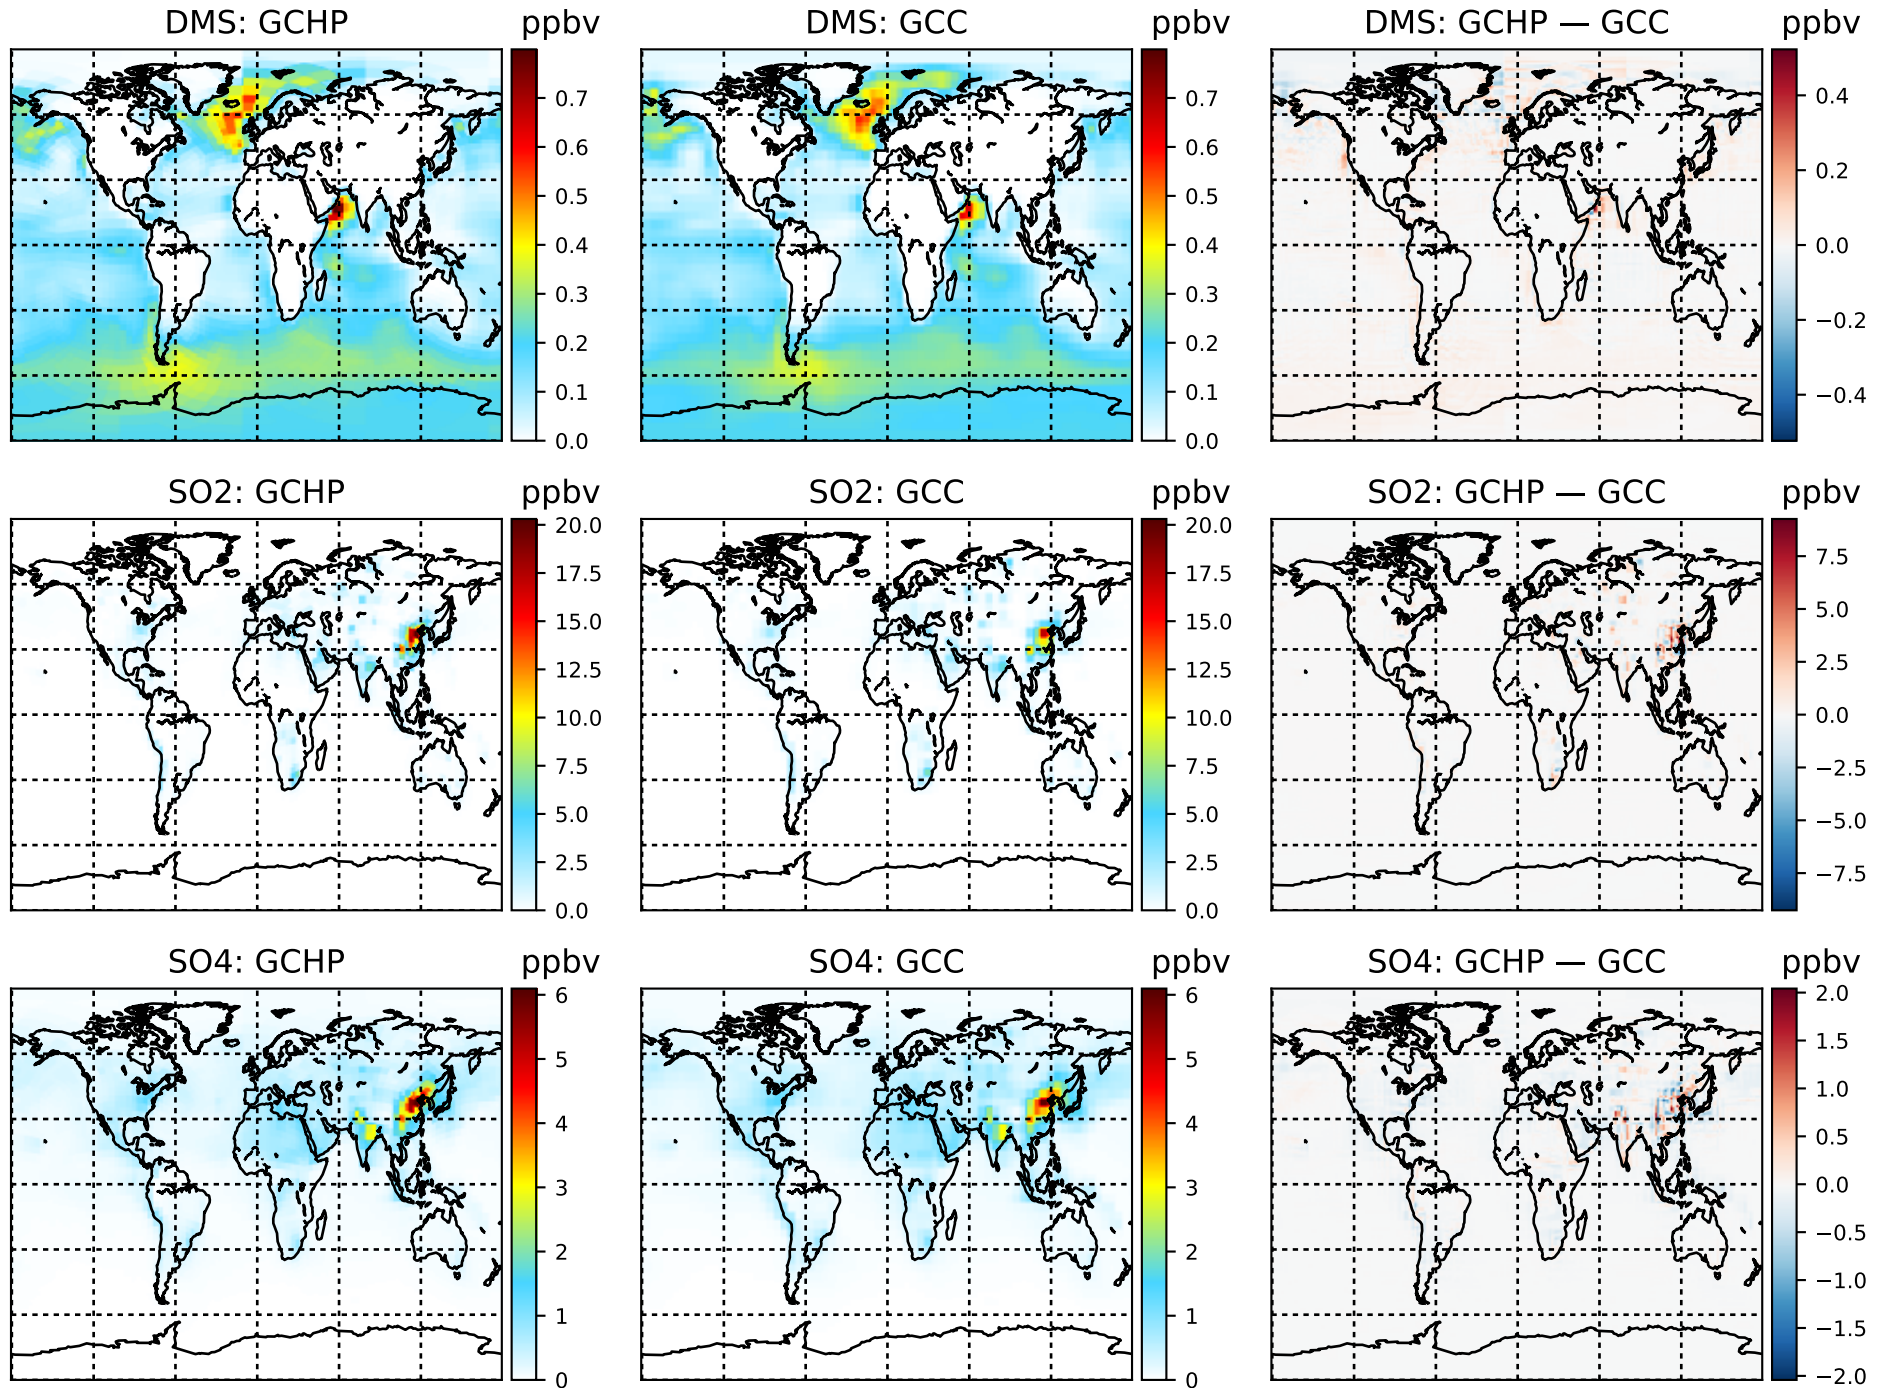 DMS: GCHP ppbv DMS: GCC ppbv DMS: GCHP — GCC ppbv
0.7 0.7 0.4
0.6 0.6
0.5 0.5 0.2
0.4 0.4 0.0
0.3 0.3
0.2 0.2 −0.2
0.1 0.1 −0.4
0.0 0.0
SO2: GCHP ppbv SO2: GCC ppbv SO2: GCHP — GCC ppbv
20.0 20.0
17.5 17.5 7.5
15.0 15.0 5.0
12.5 12.5 2.5
10.0 10.0 0.0
7.5 7.5 −2.5
5.0 5.0 −5.0
2.5 2.5 −7.5
0.0 0.0
SO4: GCHP ppbv SO4: GCC ppbv SO4: GCHP — GCC ppbv
6 6 2.0
1.5
5 5 1.0
4 4 0.5
3 3 0.0
2 2 −0.5
−1.0
1 1 −1.5
0 0 −2.0